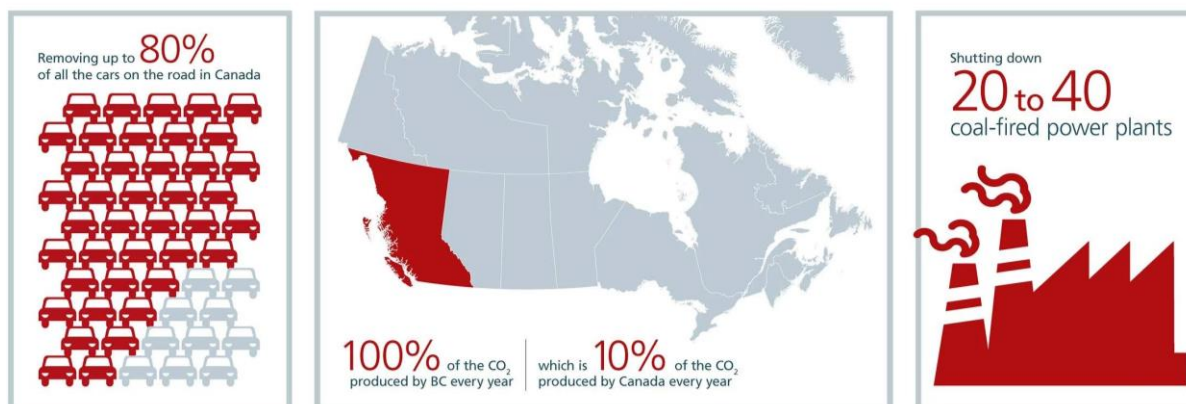 Removing up to 80%
of all the cars on the road in Canada
100% of the CO₂
produced by BC every year
which is 10% of the CO₂
produced by Canada every year
Shutting down
20 to 40
coal-fired power plants